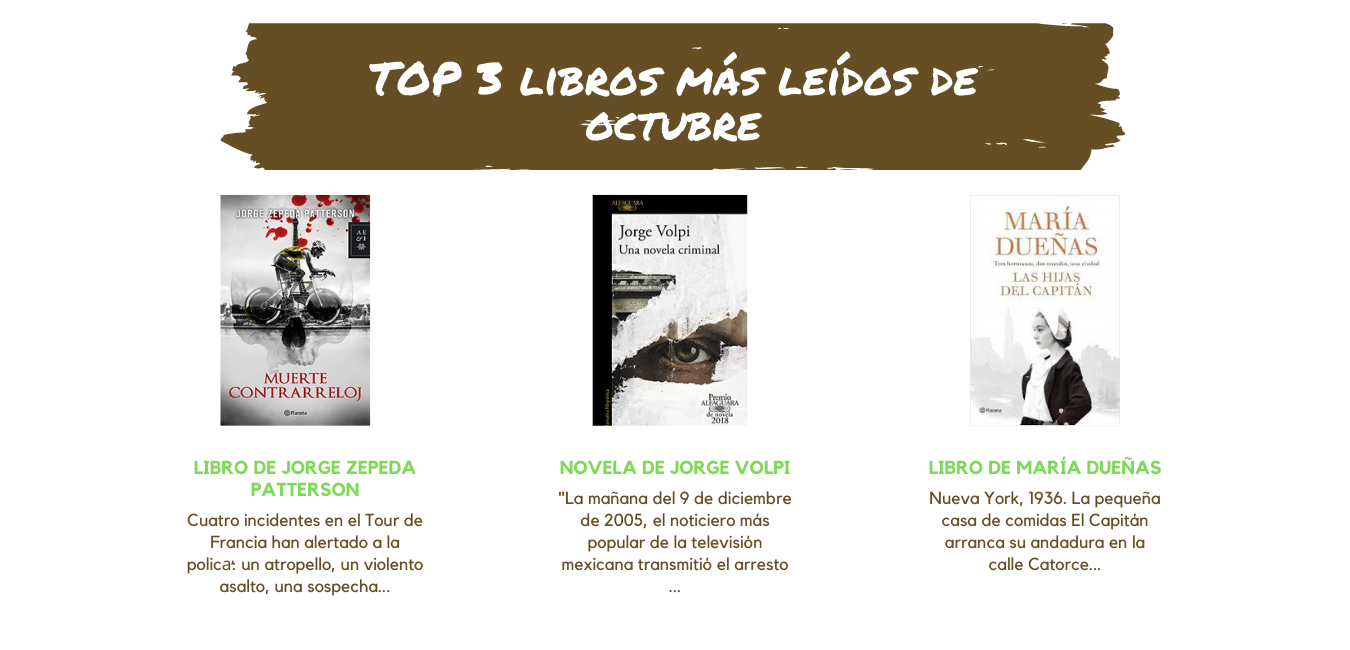 TOP 3 LIBROS MÁS LEÍDOS DE
OCTUBRE
JORGE ZEPEDA PATTERSON
AE
&I
MUERTE
CONTRARRELOJ
Planeta
ALFAGUARA
Jorge Volpi
Una novela criminal
Premio
ALFAGUARA
de novela
2018
MARÍA
DUEÑAS
Tres hermanas, dos mundos, una ciudad
LAS HIJAS
DEL CAPITÁN
Planeta
LIBRO DE JORGE ZEPEDA
PATTERSON
Cuatro incidentes en el Tour de
Francia han alertado a la
policat: un atropello, un violento
asalto, una sospecha...
NOVELA DE JORGE VOLPI
"La mañana del 9 de diciembre
de 2005, el noticiero más
popular de la televisión
mexicana transmitió el arresto
...
LIBRO DE MARÍA DUEÑAS
Nueva York, 1936. La pequeña
casa de comidas El Capitán
arranca su andadura en la
calle Catorce...